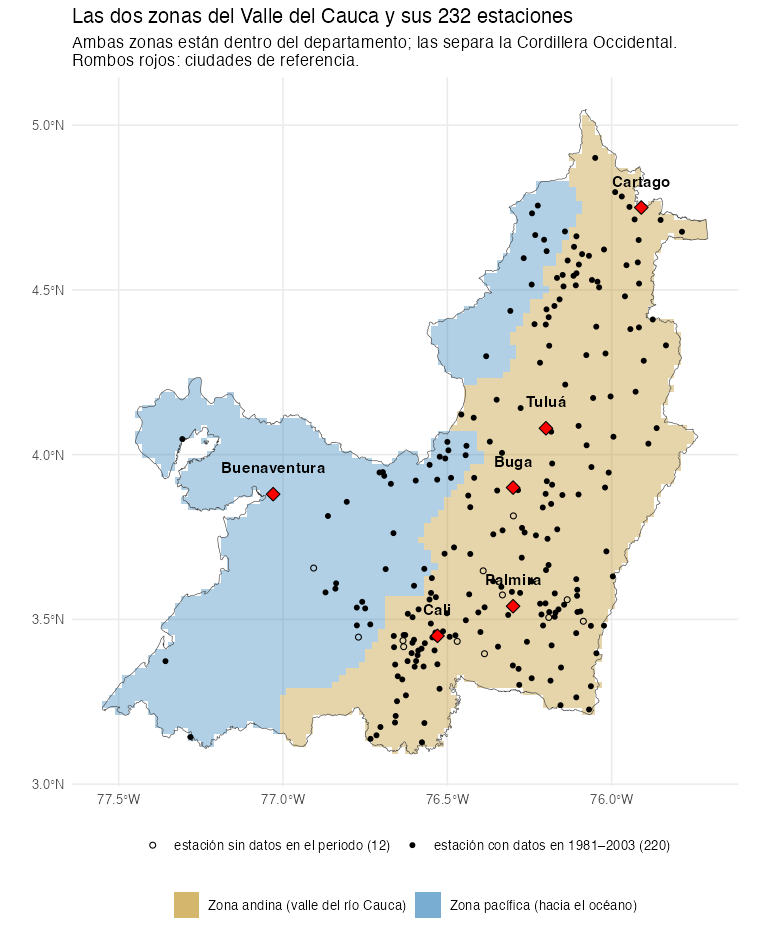 Las dos zonas del Valle del Cauca y sus 232 estaciones
Ambas zonas están dentro del departamento; las separa la Cordillera Occidental.
Rombos rojos: ciudades de referencia.
5.0°N
Cartago
4.5°N
Tuluá
4.0°N
Buenaventura
Buga
Palmira
3.5°N
Cali
3.0°N
77.5°W
77.0°W
76.5°W
76.0°W
estación sin datos en el periodo (12)
estación con datos en 1981–2003 (220)
Zona andina (valle del río Cauca)
Zona pacífica (hacia el océano)